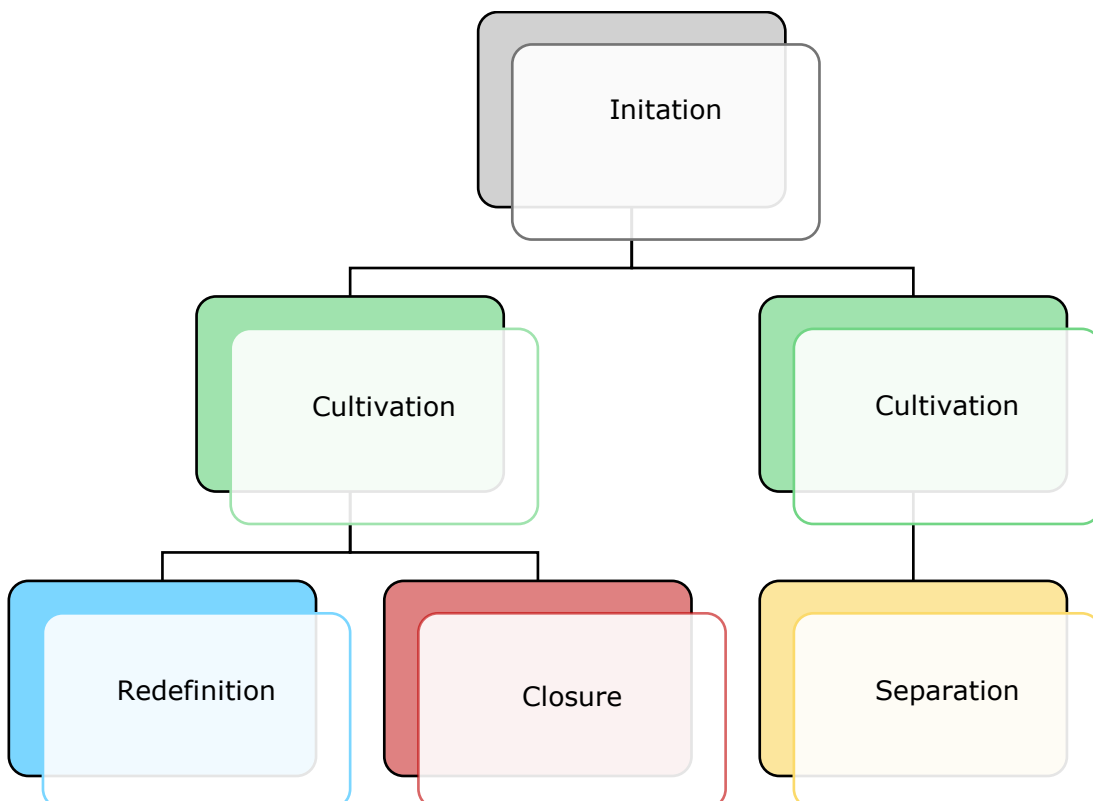 Initation
Cultivation
Cultivation
Redefinition
Closure
Separation